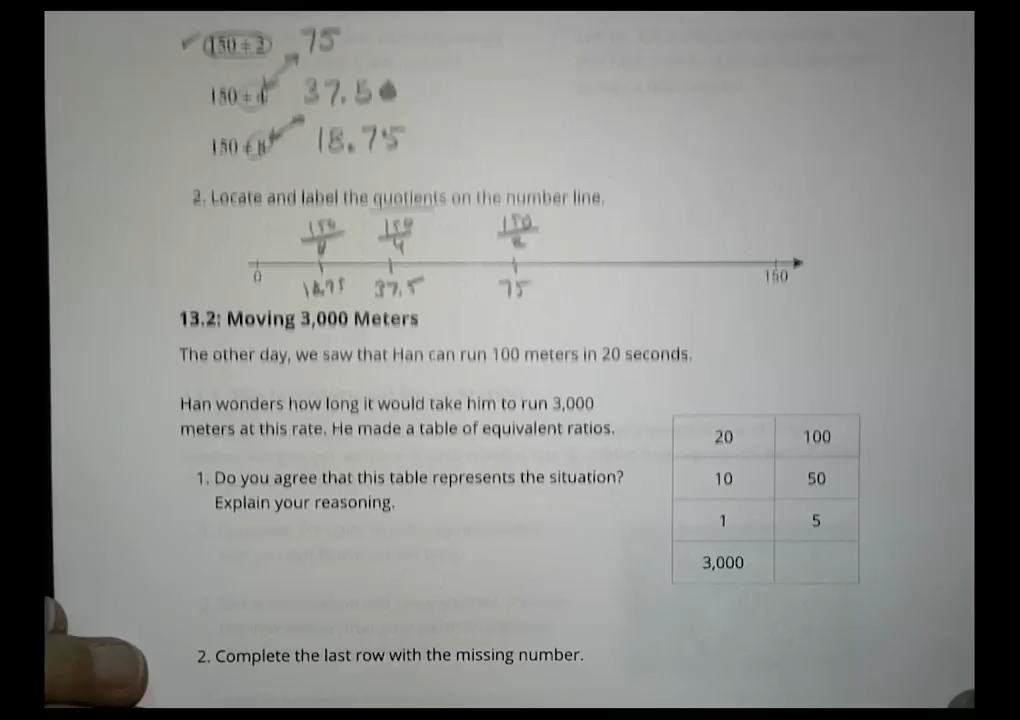 ✓ 150 ÷ 2 75
150 ÷ 4 37.5
150 ÷ 8 18.75
2. Locate and label the quotients on the number line.
150/8 150/4 150/2
0 18.75 37.5 75 150
13.2: Moving 3,000 Meters
The other day, we saw that Han can run 100 meters in 20 seconds.
Han wonders how long it would take him to run 3,000
meters at this rate. He made a table of equivalent ratios.
20 100
1. Do you agree that this table represents the situation?
Explain your reasoning.
10 50
1 5
3,000
2. Complete the last row with the missing number.